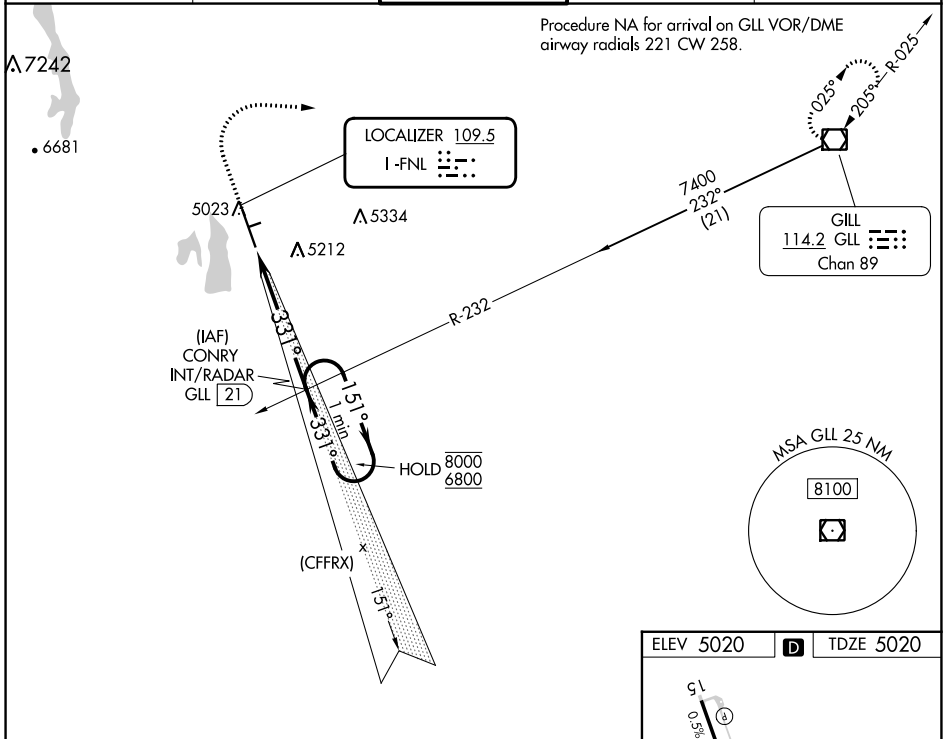 Procedure NA for arrival on GLL VOR/DME
airway radials 221 CW 258.
7242
6681
LOCALIZER 109.5
I-FNL
5023
5334
5212
025°
205°
R-025
7400
232°
(21)
GILL
114.2 GLL
Chan 89
R-232
331°
(IAF)
CONRY
INT/RADAR
GLL 21
151°
1 min
331°
HOLD 8000
6800
(CFFRX)
x
151°
MSA GLL 25 NM
8100
ELEV 5020
D
TDZE 5020
15
0.5%